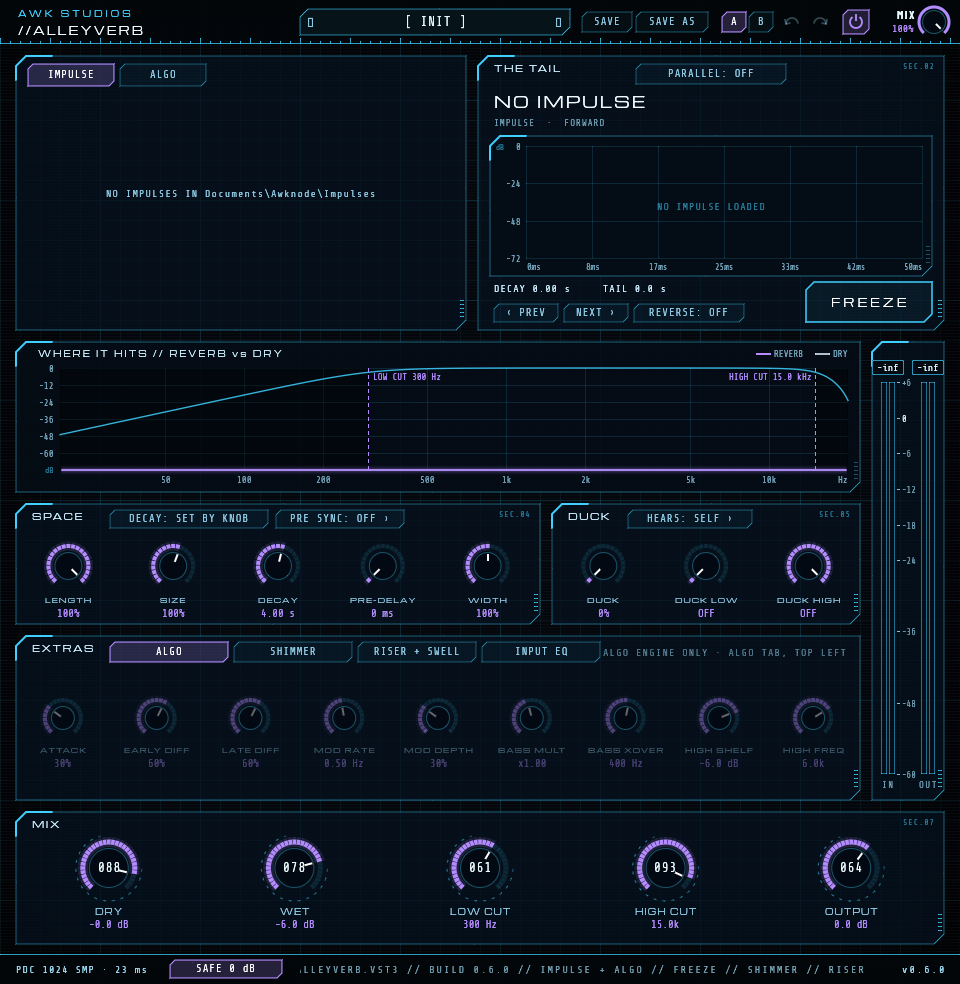 AWK STUDIOS
//ALLEYVERB
[ INIT ]
SAVE
SAVE AS
A
B
MIX
100%
IMPULSE
ALGO
NO IMPULSES IN Documents\Awknode\Impulses
THE TAIL
PARALLEL: OFF
SEC.02
NO IMPULSE
IMPULSE · FORWARD
dB
0
-24
-48
-72
NO IMPULSE LOADED
0ms 8ms 17ms 25ms 33ms 42ms 50ms
DECAY 0.00 s TAIL 0.0 s
‹ PREV
NEXT ›
REVERSE: OFF
FREEZE
WHERE IT HITS // REVERB vs DRY
REVERB
DRY
0
-12
-24
-36
-48
-60
dB
LOW CUT 300 Hz
HIGH CUT 15.0 kHz
50 100 200 500 1k 2k 5k 10k Hz
-inf
-inf
+6
-0
-6
-12
-18
-24
-36
-48
-60
IN OUT
SPACE
DECAY: SET BY KNOB
PRE SYNC: OFF ›
SEC.04
LENGTH SIZE DECAY PRE-DELAY WIDTH
100% 100% 4.00 s 0 ms 100%
DUCK
HEARS: SELF ›
SEC.05
DUCK DUCK LOW DUCK HIGH
0% OFF OFF
EXTRAS
ALGO
SHIMMER
RISER + SWELL
INPUT EQ
ALGO ENGINE ONLY · ALGO TAB, TOP LEFT
ATTACK EARLY DIFF LATE DIFF MOD RATE MOD DEPTH BASS MULT BASS XOVER HIGH SHELF HIGH FREQ
30% 60% 60% 0.50 Hz 30% x1.00 400 Hz -6.0 dB 6.0k
MIX
SEC.07
088 078 061 093 064
DRY WET LOW CUT HIGH CUT OUTPUT
-0.0 dB -6.0 dB 300 Hz 15.0k 0.0 dB
PDC 1024 SMP · 23 ms
SAFE 0 dB
LLEYVERB.VST3 // BUILD 0.6.0 // IMPULSE + ALGO // FREEZE // SHIMMER // RISER
v0.6.0